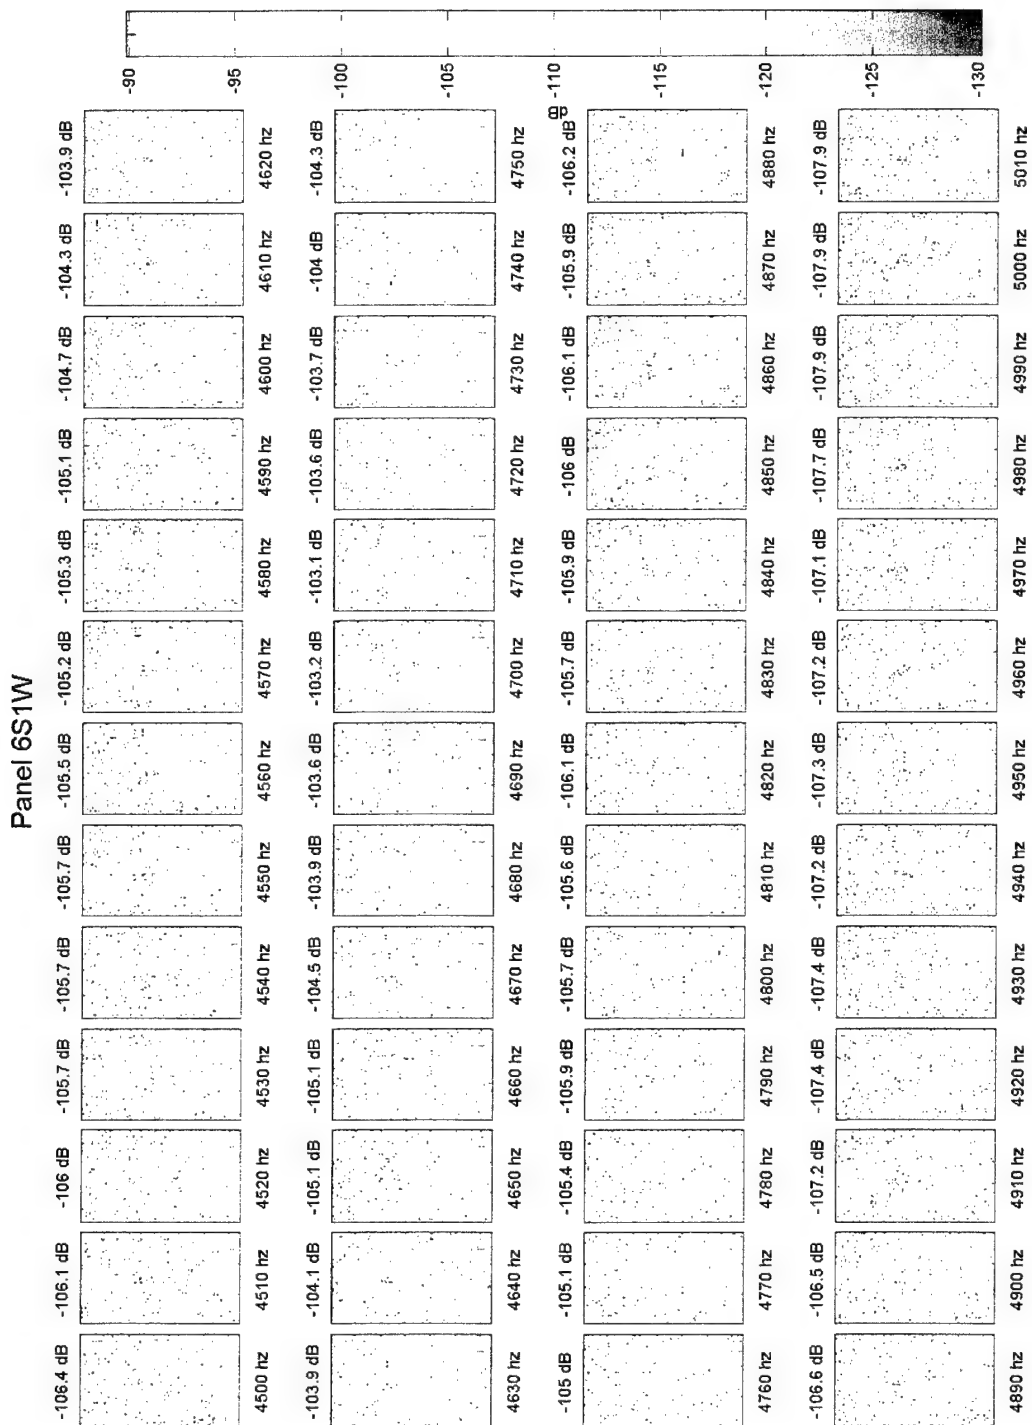 Panel 6S1W
-106.4 dB -106.1 dB -106 dB -105.7 dB -105.7 dB -105.7 dB -105.5 dB -105.2 dB -105.3 dB -105.1 dB -104.7 dB -104.3 dB -103.9 dB
4500 hz 4510 hz 4520 hz 4530 hz 4540 hz 4550 hz 4560 hz 4570 hz 4580 hz 4590 hz 4600 hz 4610 hz 4620 hz
-103.9 dB -104.1 dB -105.1 dB -105.1 dB -104.5 dB -103.9 dB -103.6 dB -103.2 dB -103.1 dB -103.6 dB -103.7 dB -104 dB -104.3 dB
4630 hz 4640 hz 4650 hz 4660 hz 4670 hz 4680 hz 4690 hz 4700 hz 4710 hz 4720 hz 4730 hz 4740 hz 4750 hz
-105 dB -105.1 dB -105.4 dB -105.9 dB -105.7 dB -105.6 dB -106.1 dB -105.7 dB -105.9 dB -106 dB -106.1 dB -105.9 dB -106.2 dB
4760 hz 4770 hz 4780 hz 4790 hz 4800 hz 4810 hz 4820 hz 4830 hz 4840 hz 4850 hz 4860 hz 4870 hz 4880 hz
-106.6 dB -106.5 dB -107.2 dB -107.4 dB -107.4 dB -107.2 dB -107.3 dB -107.2 dB -107.1 dB -107.7 dB -107.9 dB -107.9 dB -107.9 dB
4890 hz 4900 hz 4910 hz 4920 hz 4930 hz 4940 hz 4950 hz 4960 hz 4970 hz 4980 hz 4990 hz 5000 hz 5010 hz
-90
-95
-100
-105
-110
-115
-120
-125
-130
dB